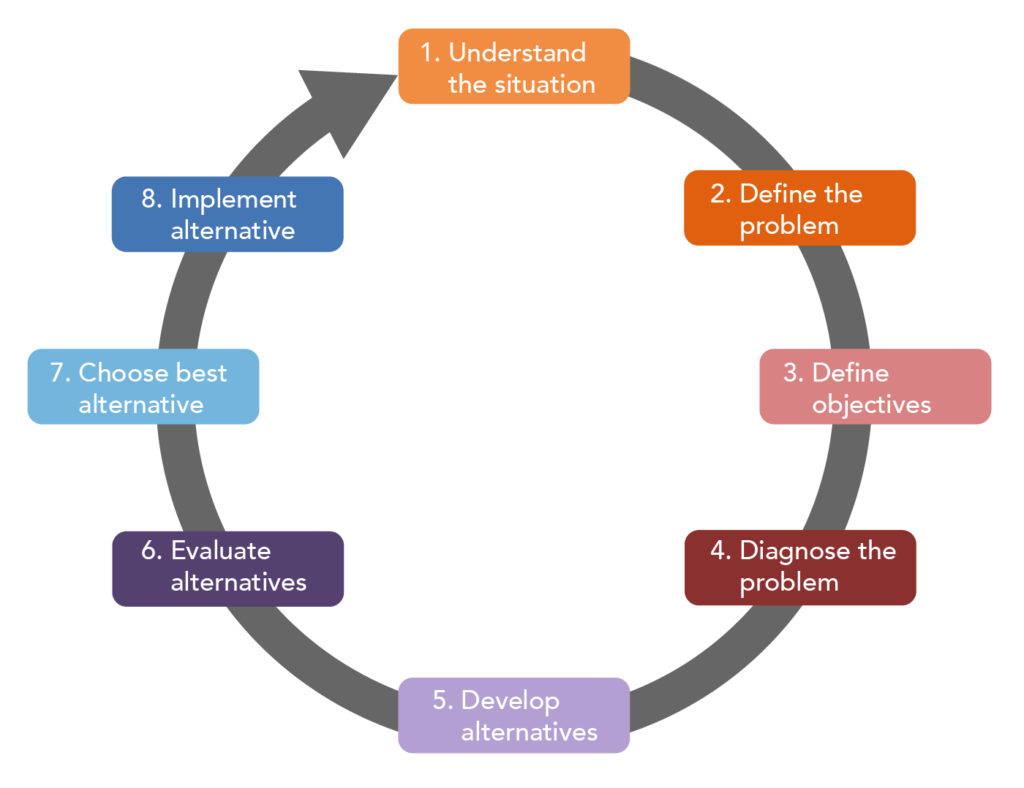 1. Understand
the situation
2. Define the
problem
3. Define
objectives
4. Diagnose the
problem
5. Develop
alternatives
6. Evaluate
alternatives
7. Choose best
alternative
8. Implement
alternative